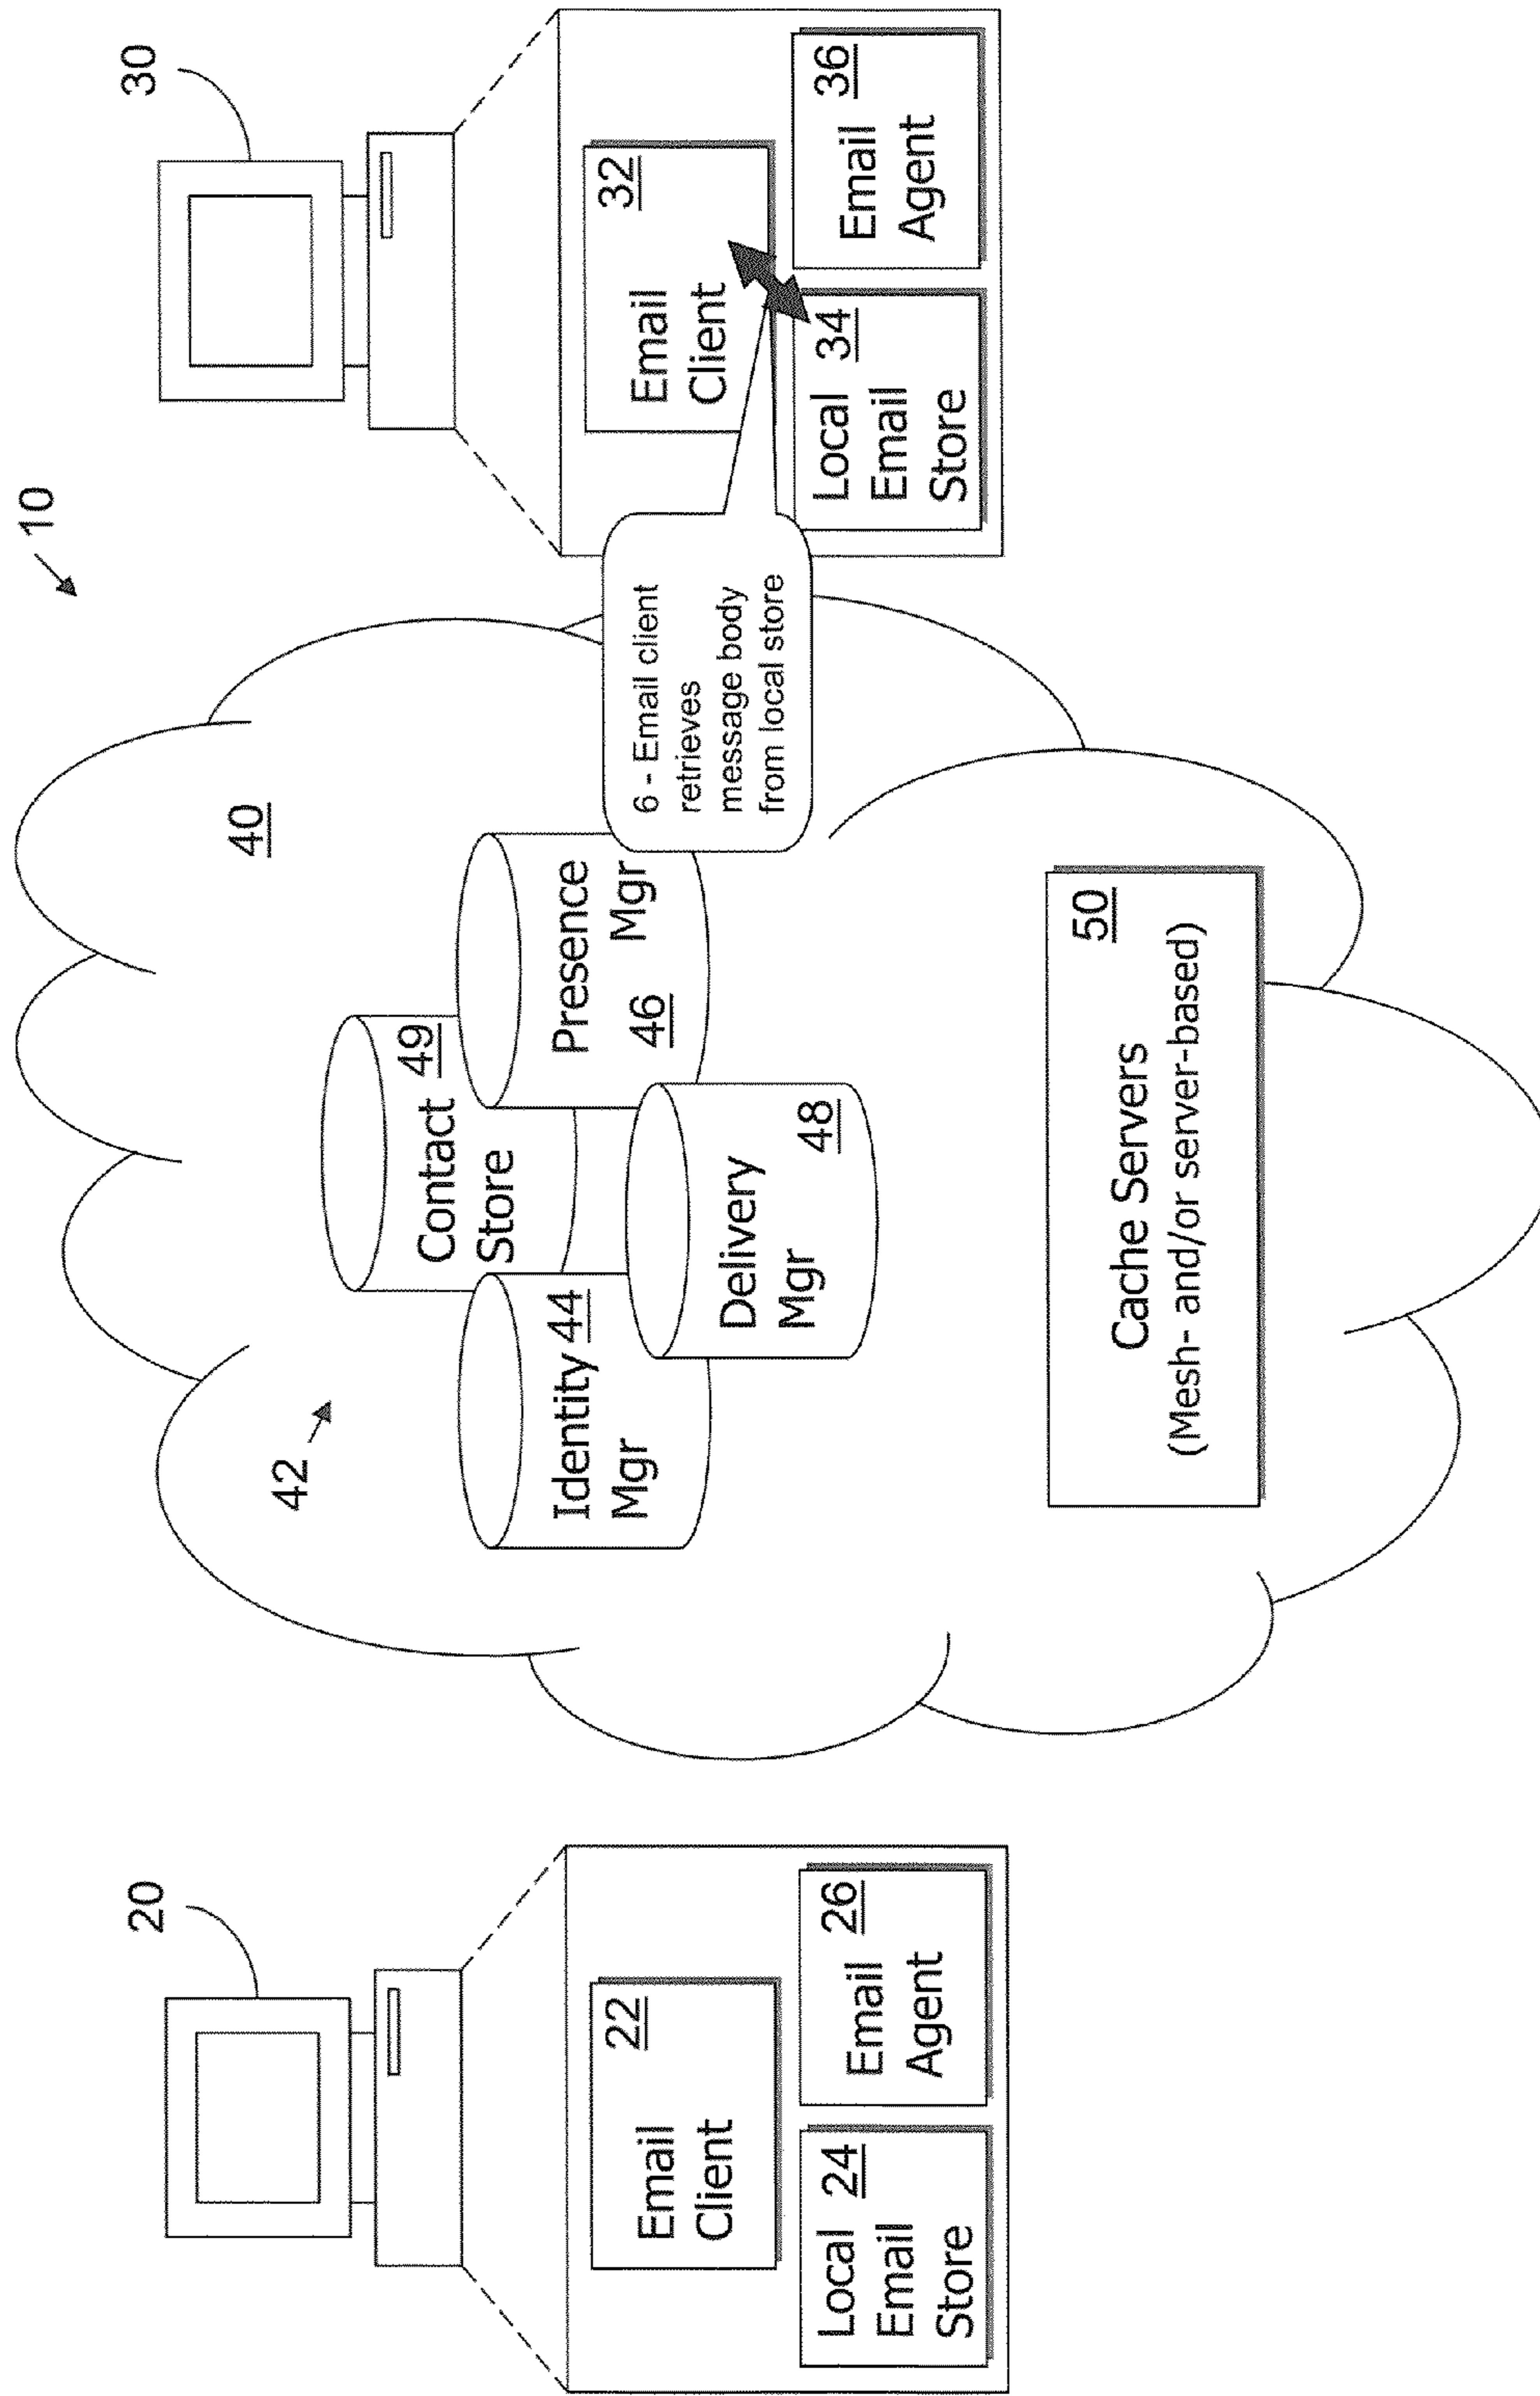 10
20
Email 22
Client
Local 24
Email
Store
Email 26
Agent
40
42
Contact 49
Store
Identity 44
Mgr
Presence
46 Mgr
Delivery
Mgr 48
50
Cache Servers
(Mesh- and/or server-based)
6 - Email client
retrieves
message body
from local store
30
32
Email
Client
Local 34
Email
Store
Email 36
Agent